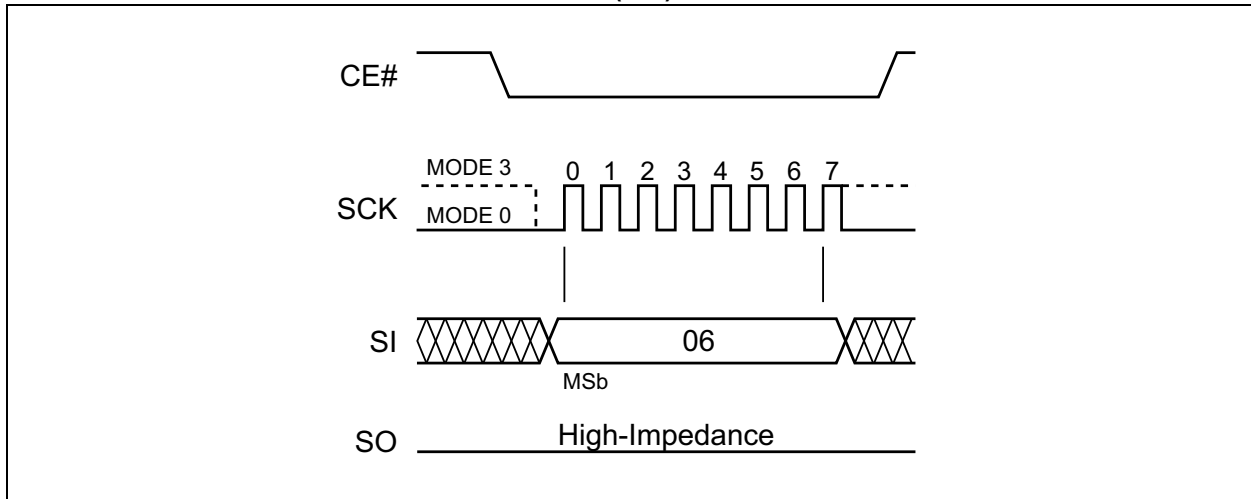 CE#
MODE 3
0 1 2 3 4 5 6 7
SCK
MODE 0
SI
06
MSb
SO
High-Impedance